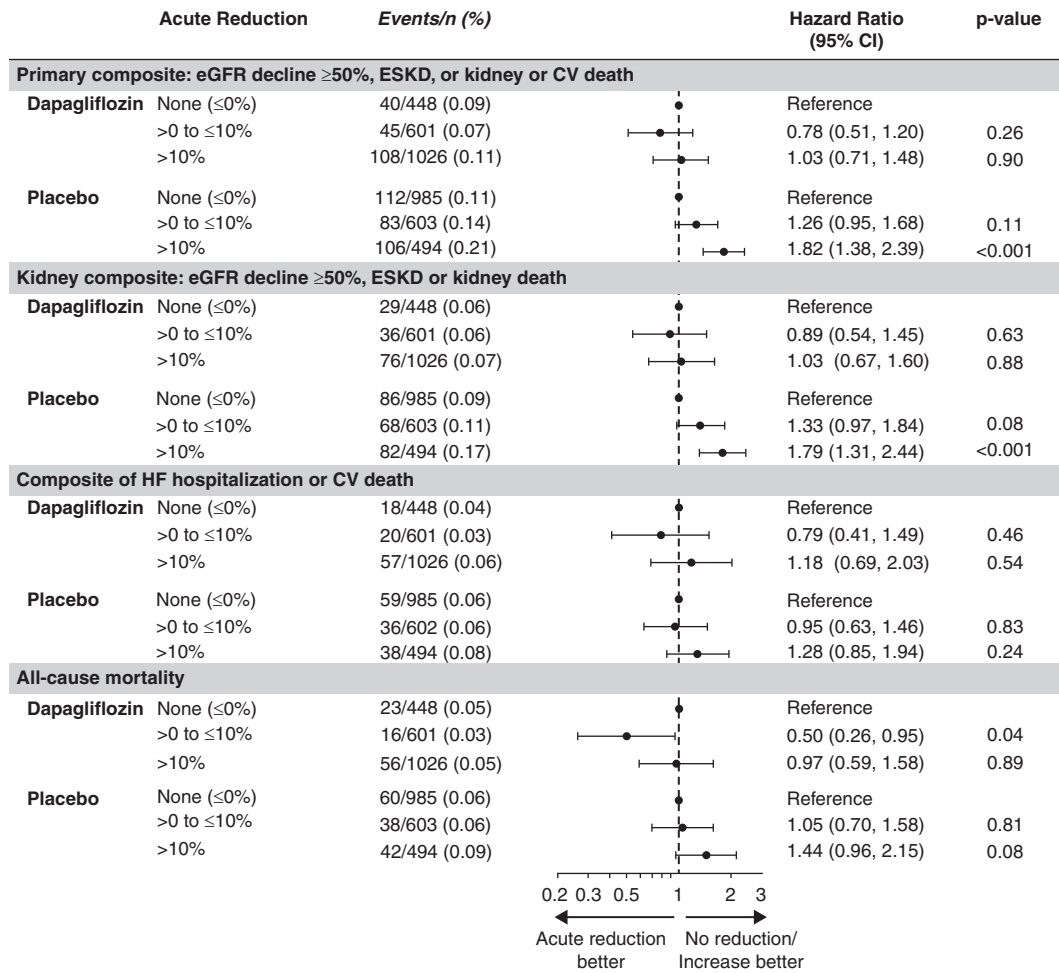 Acute Reduction Events/n (%) Hazard Ratio p-value
(95% CI)
Primary composite: eGFR decline ≥50%, ESKD, or kidney or CV death
Dapagliflozin None (≤0%) 40/448 (0.09) Reference
>0 to ≤10% 45/601 (0.07) 0.78 (0.51, 1.20) 0.26
>10% 108/1026 (0.11) 1.03 (0.71, 1.48) 0.90
Placebo None (≤0%) 112/985 (0.11) Reference
>0 to ≤10% 83/603 (0.14) 1.26 (0.95, 1.68) 0.11
>10% 106/494 (0.21) 1.82 (1.38, 2.39) <0.001
Kidney composite: eGFR decline ≥50%, ESKD or kidney death
Dapagliflozin None (≤0%) 29/448 (0.06) Reference
>0 to ≤10% 36/601 (0.06) 0.89 (0.54, 1.45) 0.63
>10% 76/1026 (0.07) 1.03 (0.67, 1.60) 0.88
Placebo None (≤0%) 86/985 (0.09) Reference
>0 to ≤10% 68/603 (0.11) 1.33 (0.97, 1.84) 0.08
>10% 82/494 (0.17) 1.79 (1.31, 2.44) <0.001
Composite of HF hospitalization or CV death
Dapagliflozin None (≤0%) 18/448 (0.04) Reference
>0 to ≤10% 20/601 (0.03) 0.79 (0.41, 1.49) 0.46
>10% 57/1026 (0.06) 1.18 (0.69, 2.03) 0.54
Placebo None (≤0%) 59/985 (0.06) Reference
>0 to ≤10% 36/602 (0.06) 0.95 (0.63, 1.46) 0.83
>10% 38/494 (0.08) 1.28 (0.85, 1.94) 0.24
All-cause mortality
Dapagliflozin None (≤0%) 23/448 (0.05) Reference
>0 to ≤10% 16/601 (0.03) 0.50 (0.26, 0.95) 0.04
>10% 56/1026 (0.05) 0.97 (0.59, 1.58) 0.89
Placebo None (≤0%) 60/985 (0.06) Reference
>0 to ≤10% 38/603 (0.06) 1.05 (0.70, 1.58) 0.81
>10% 42/494 (0.09) 1.44 (0.96, 2.15) 0.08
0.2 0.3 0.5 1 2 3
Acute reduction No reduction/
better Increase better